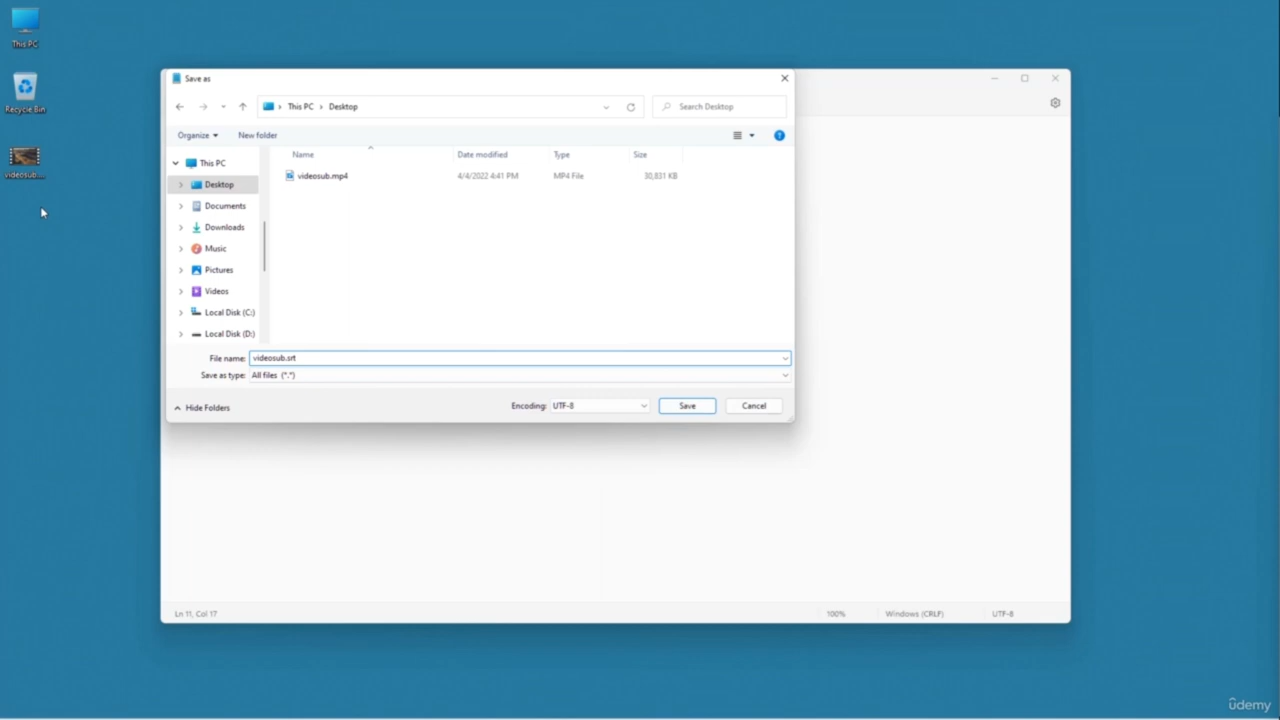 This PC
Recycle Bin
videosub....
Save as
This PC > Desktop
Search Desktop
Organize
New folder
Name
Date modified
Type
Size
This PC
Desktop
Documents
Downloads
Music
Pictures
Videos
Local Disk (C:)
Local Disk (D:)
videosub.mp4
4/4/2022 4:41 PM
MP4 File
30,831 KB
File name: videosub.srt
Save as type: All files (*.*)
Hide Folders
Encoding: UTF-8
Save
Cancel
Ln 11, Col 17
100%
Windows (CRLF)
UTF-8
ûdemy